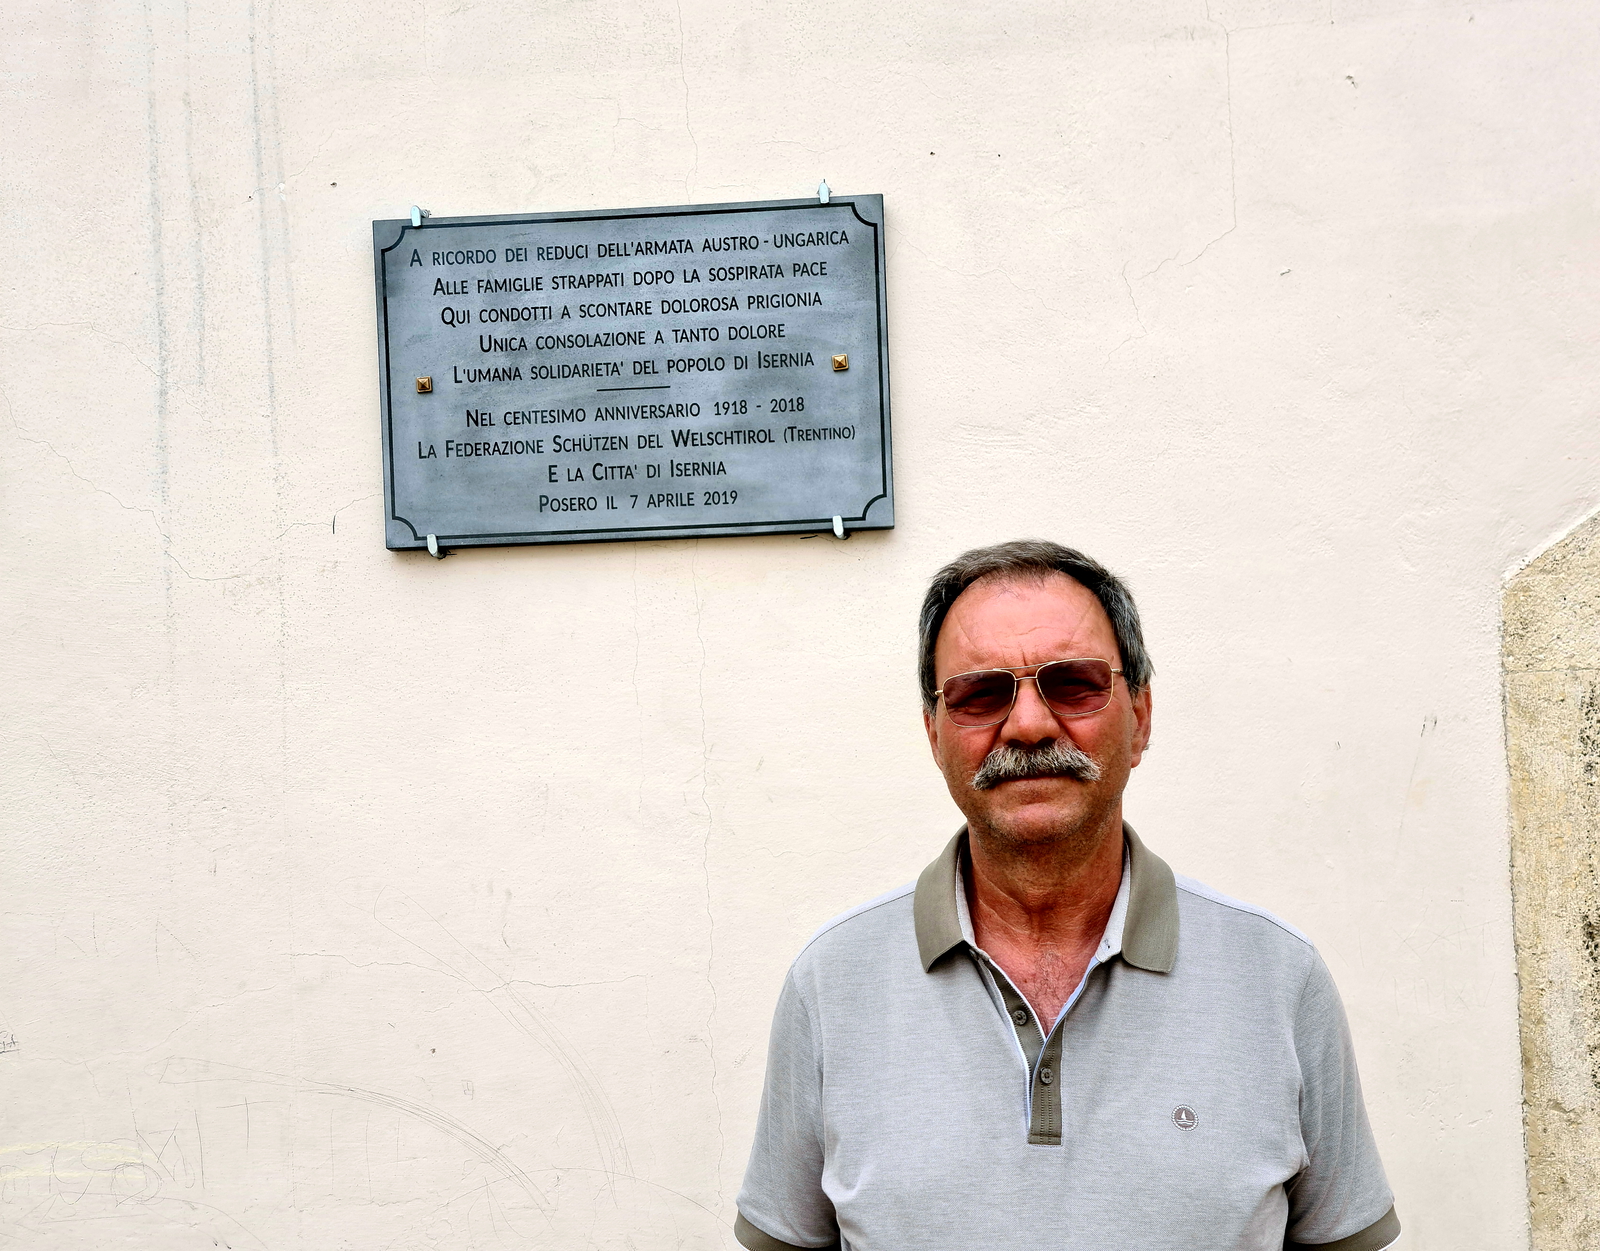 A RICORDO DEI REDUCI DELL'ARMATA AUSTRO - UNGARICA
ALLE FAMIGLIE STRAPPATI DOPO LA SOSPIRATA PACE
QUI CONDOTTI A SCONTARE DOLOROSA PRIGIONIA
UNICA CONSOLAZIONE A TANTO DOLORE
L'UMANA SOLIDARIETA' DEL POPOLO DI ISERNIA
NEL CENTESIMO ANNIVERSARIO 1918 - 2018
LA FEDERAZIONE SCHÜTZEN DEL WELSCHTIROL (TRENTINO)
E LA CITTA' DI ISERNIA
POSERO IL 7 APRILE 2019